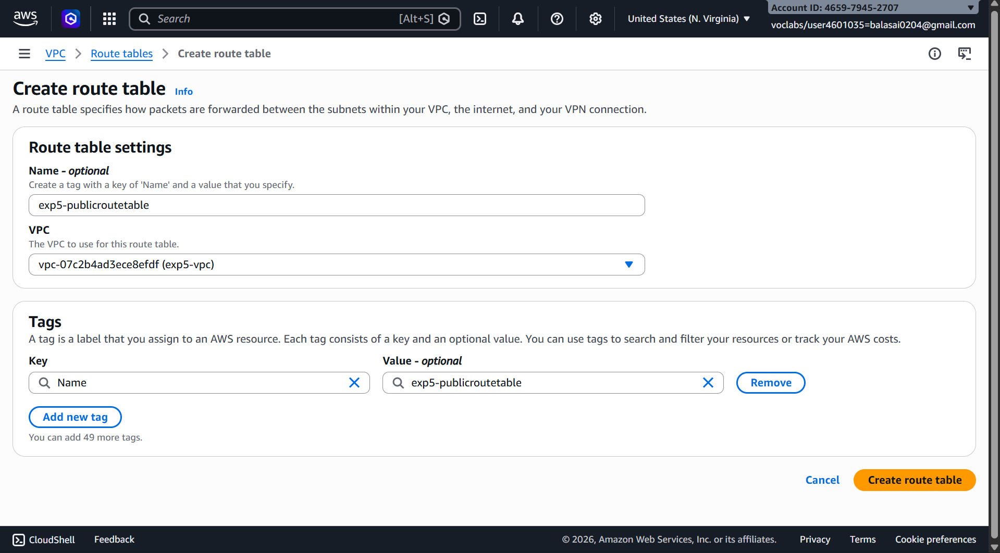 aws
Search [Alt+S]
United States (N. Virginia)
Account ID: 4659-7945-2707
voclabs/user4601035=balasai0204@gmail.com
VPC
Route tables
Create route table
Create route table Info
A route table specifies how packets are forwarded between the subnets within your VPC, the internet, and your VPN connection.
Route table settings
Name - optional
Create a tag with a key of 'Name' and a value that you specify.
exp5-publicroutetable
VPC
The VPC to use for this route table.
vpc-07c2b4ad3ece8efdf (exp5-vpc)
Tags
A tag is a label that you assign to an AWS resource. Each tag consists of a key and an optional value. You can use tags to search and filter your resources or track your AWS costs.
Key
Value - optional
Name
exp5-publicroutetable
Remove
Add new tag
You can add 49 more tags.
Cancel
Create route table
CloudShell
Feedback
© 2026, Amazon Web Services, Inc. or its affiliates.
Privacy
Terms
Cookie preferences